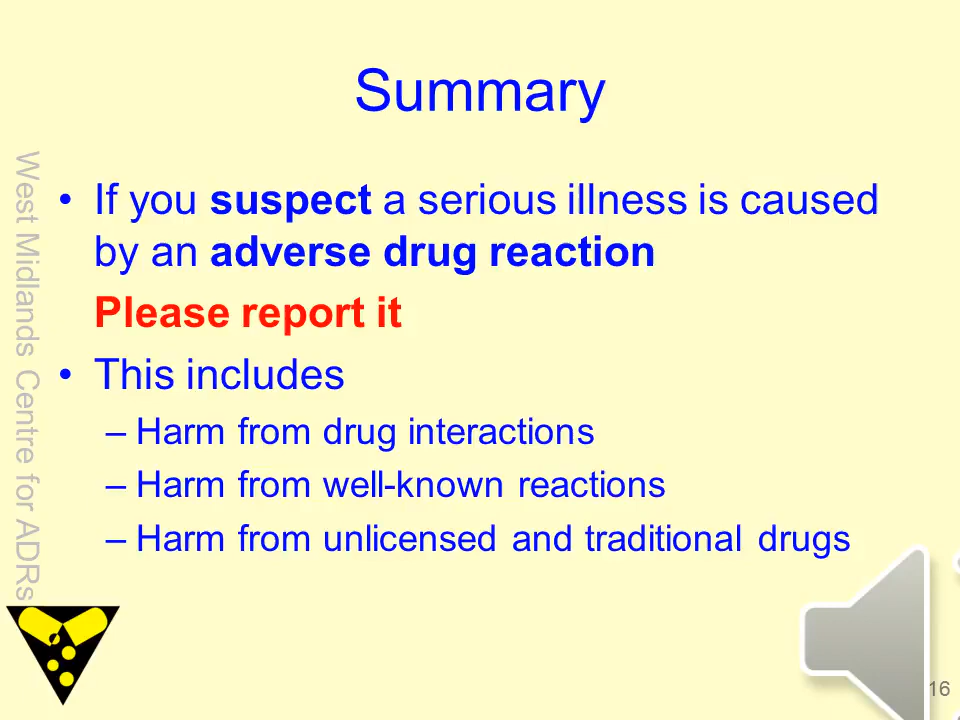 Summary
West Midlands Centre for ADRs
• If you suspect a serious illness is caused
by an adverse drug reaction
Please report it
• This includes
– Harm from drug interactions
– Harm from well-known reactions
– Harm from unlicensed and traditional drugs
16